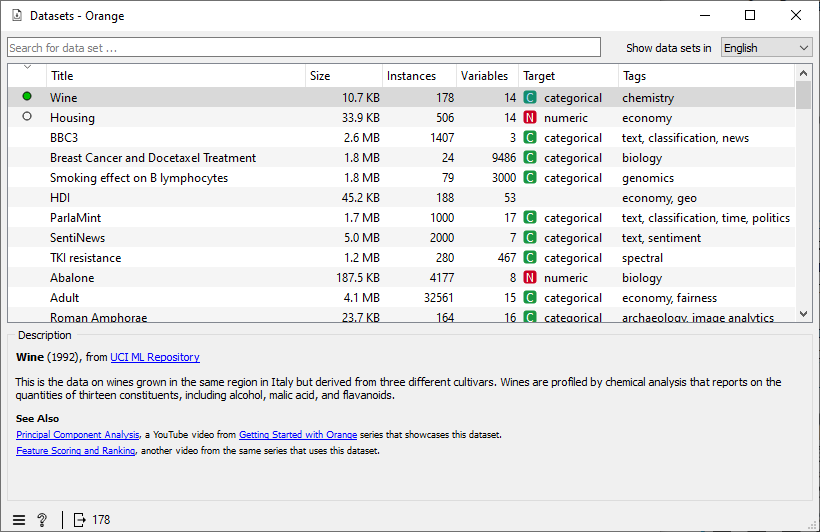 Datasets - Orange
Search for data set ...
Show data sets in English
Title Size Instances Variables Target Tags
Wine 10.7 KB 178 14 C categorical chemistry
Housing 33.9 KB 506 14 N numeric economy
BBC3 2.6 MB 1407 3 C categorical text, classification, news
Breast Cancer and Docetaxel Treatment 1.8 MB 24 9486 C categorical biology
Smoking effect on B lymphocytes 1.8 MB 79 3000 C categorical genomics
HDI 45.2 KB 188 53 economy, geo
ParlaMint 1.7 MB 1000 17 C categorical text, classification, time, politics
SentiNews 5.0 MB 2000 7 C categorical text, sentiment
TKI resistance 1.2 MB 280 467 C categorical spectral
Abalone 187.5 KB 4177 8 N numeric biology
Adult 4.1 MB 32561 15 C categorical economy, fairness
Roman Amphorae 23.7 KB 164 16 C categorical archaeology, image analytics
Description
Wine (1992), from UCI ML Repository
This is the data on wines grown in the same region in Italy but derived from three different cultivars. Wines are profiled by chemical analysis that reports on the
quantities of thirteen constituents, including alcohol, malic acid, and flavanoids.
See Also
Principal Component Analysis, a YouTube video from Getting Started with Orange series that showcases this dataset.
Feature Scoring and Ranking, another video from the same series that uses this dataset.
? 178